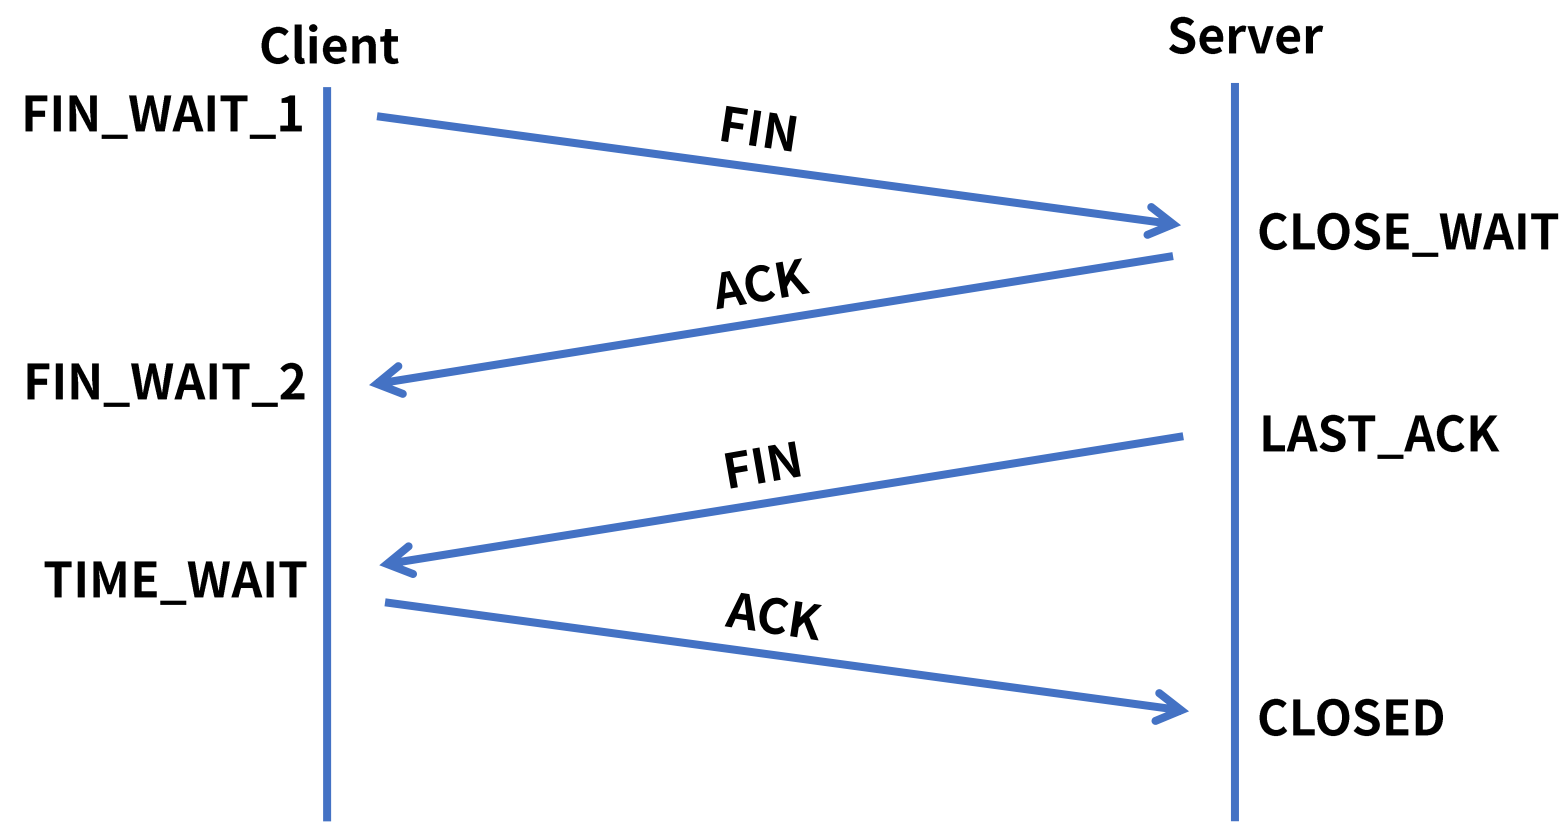 Client
Server
FIN_WAIT_1
FIN
CLOSE_WAIT
ACK
FIN_WAIT_2
LAST_ACK
FIN
TIME_WAIT
ACK
CLOSED